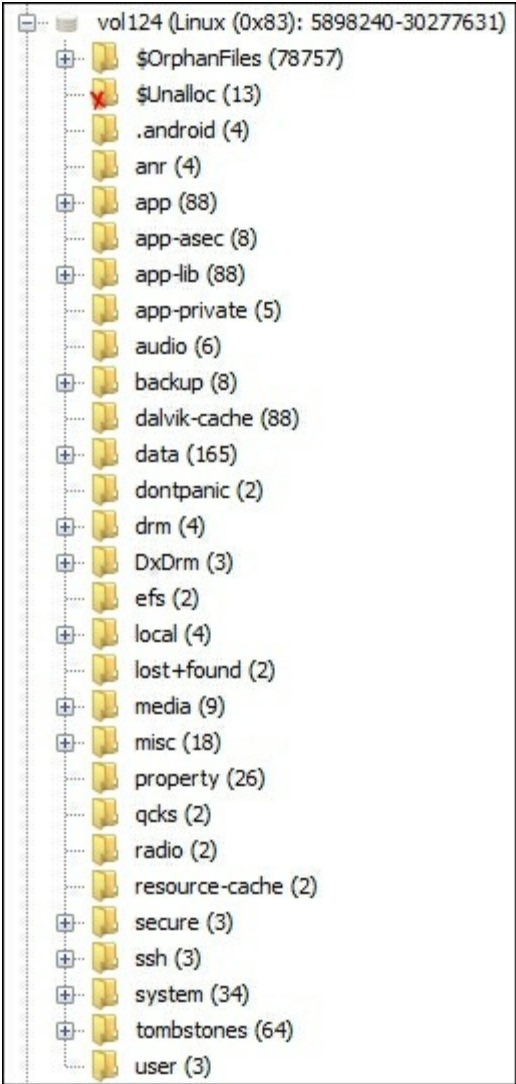 vol124 (Linux (0x83): 5898240-30277631)
$OrphanFiles (78757)
$Unalloc (13)
.android (4)
anr (4)
app (88)
app-asec (8)
app-lib (88)
app-private (5)
audio (6)
backup (8)
dalvik-cache (88)
data (165)
dontpanic (2)
drm (4)
DxDrm (3)
efs (2)
local (4)
lost+found (2)
media (9)
misc (18)
property (26)
qcks (2)
radio (2)
resource-cache (2)
secure (3)
ssh (3)
system (34)
tombstones (64)
user (3)